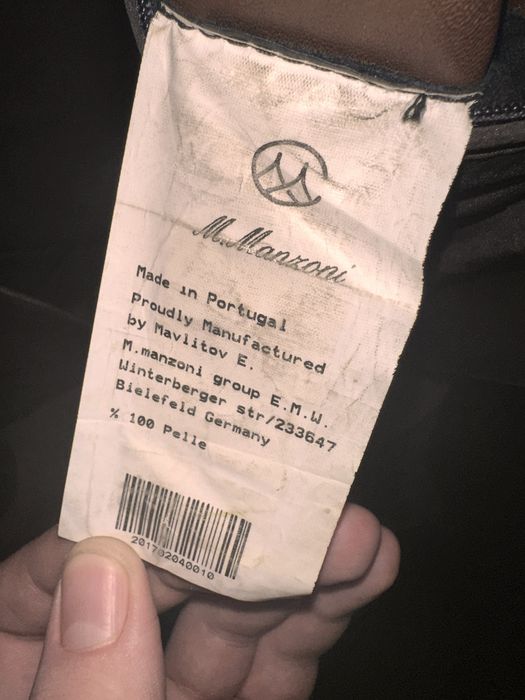 M.Manzoni
Made in Portugal
Proudly Manufactured
by Mavlitov E.
M.manzoni group E.M.W.
Winterberger str/233647
Bielefeld Germany
% 100 Pelle
201702040010